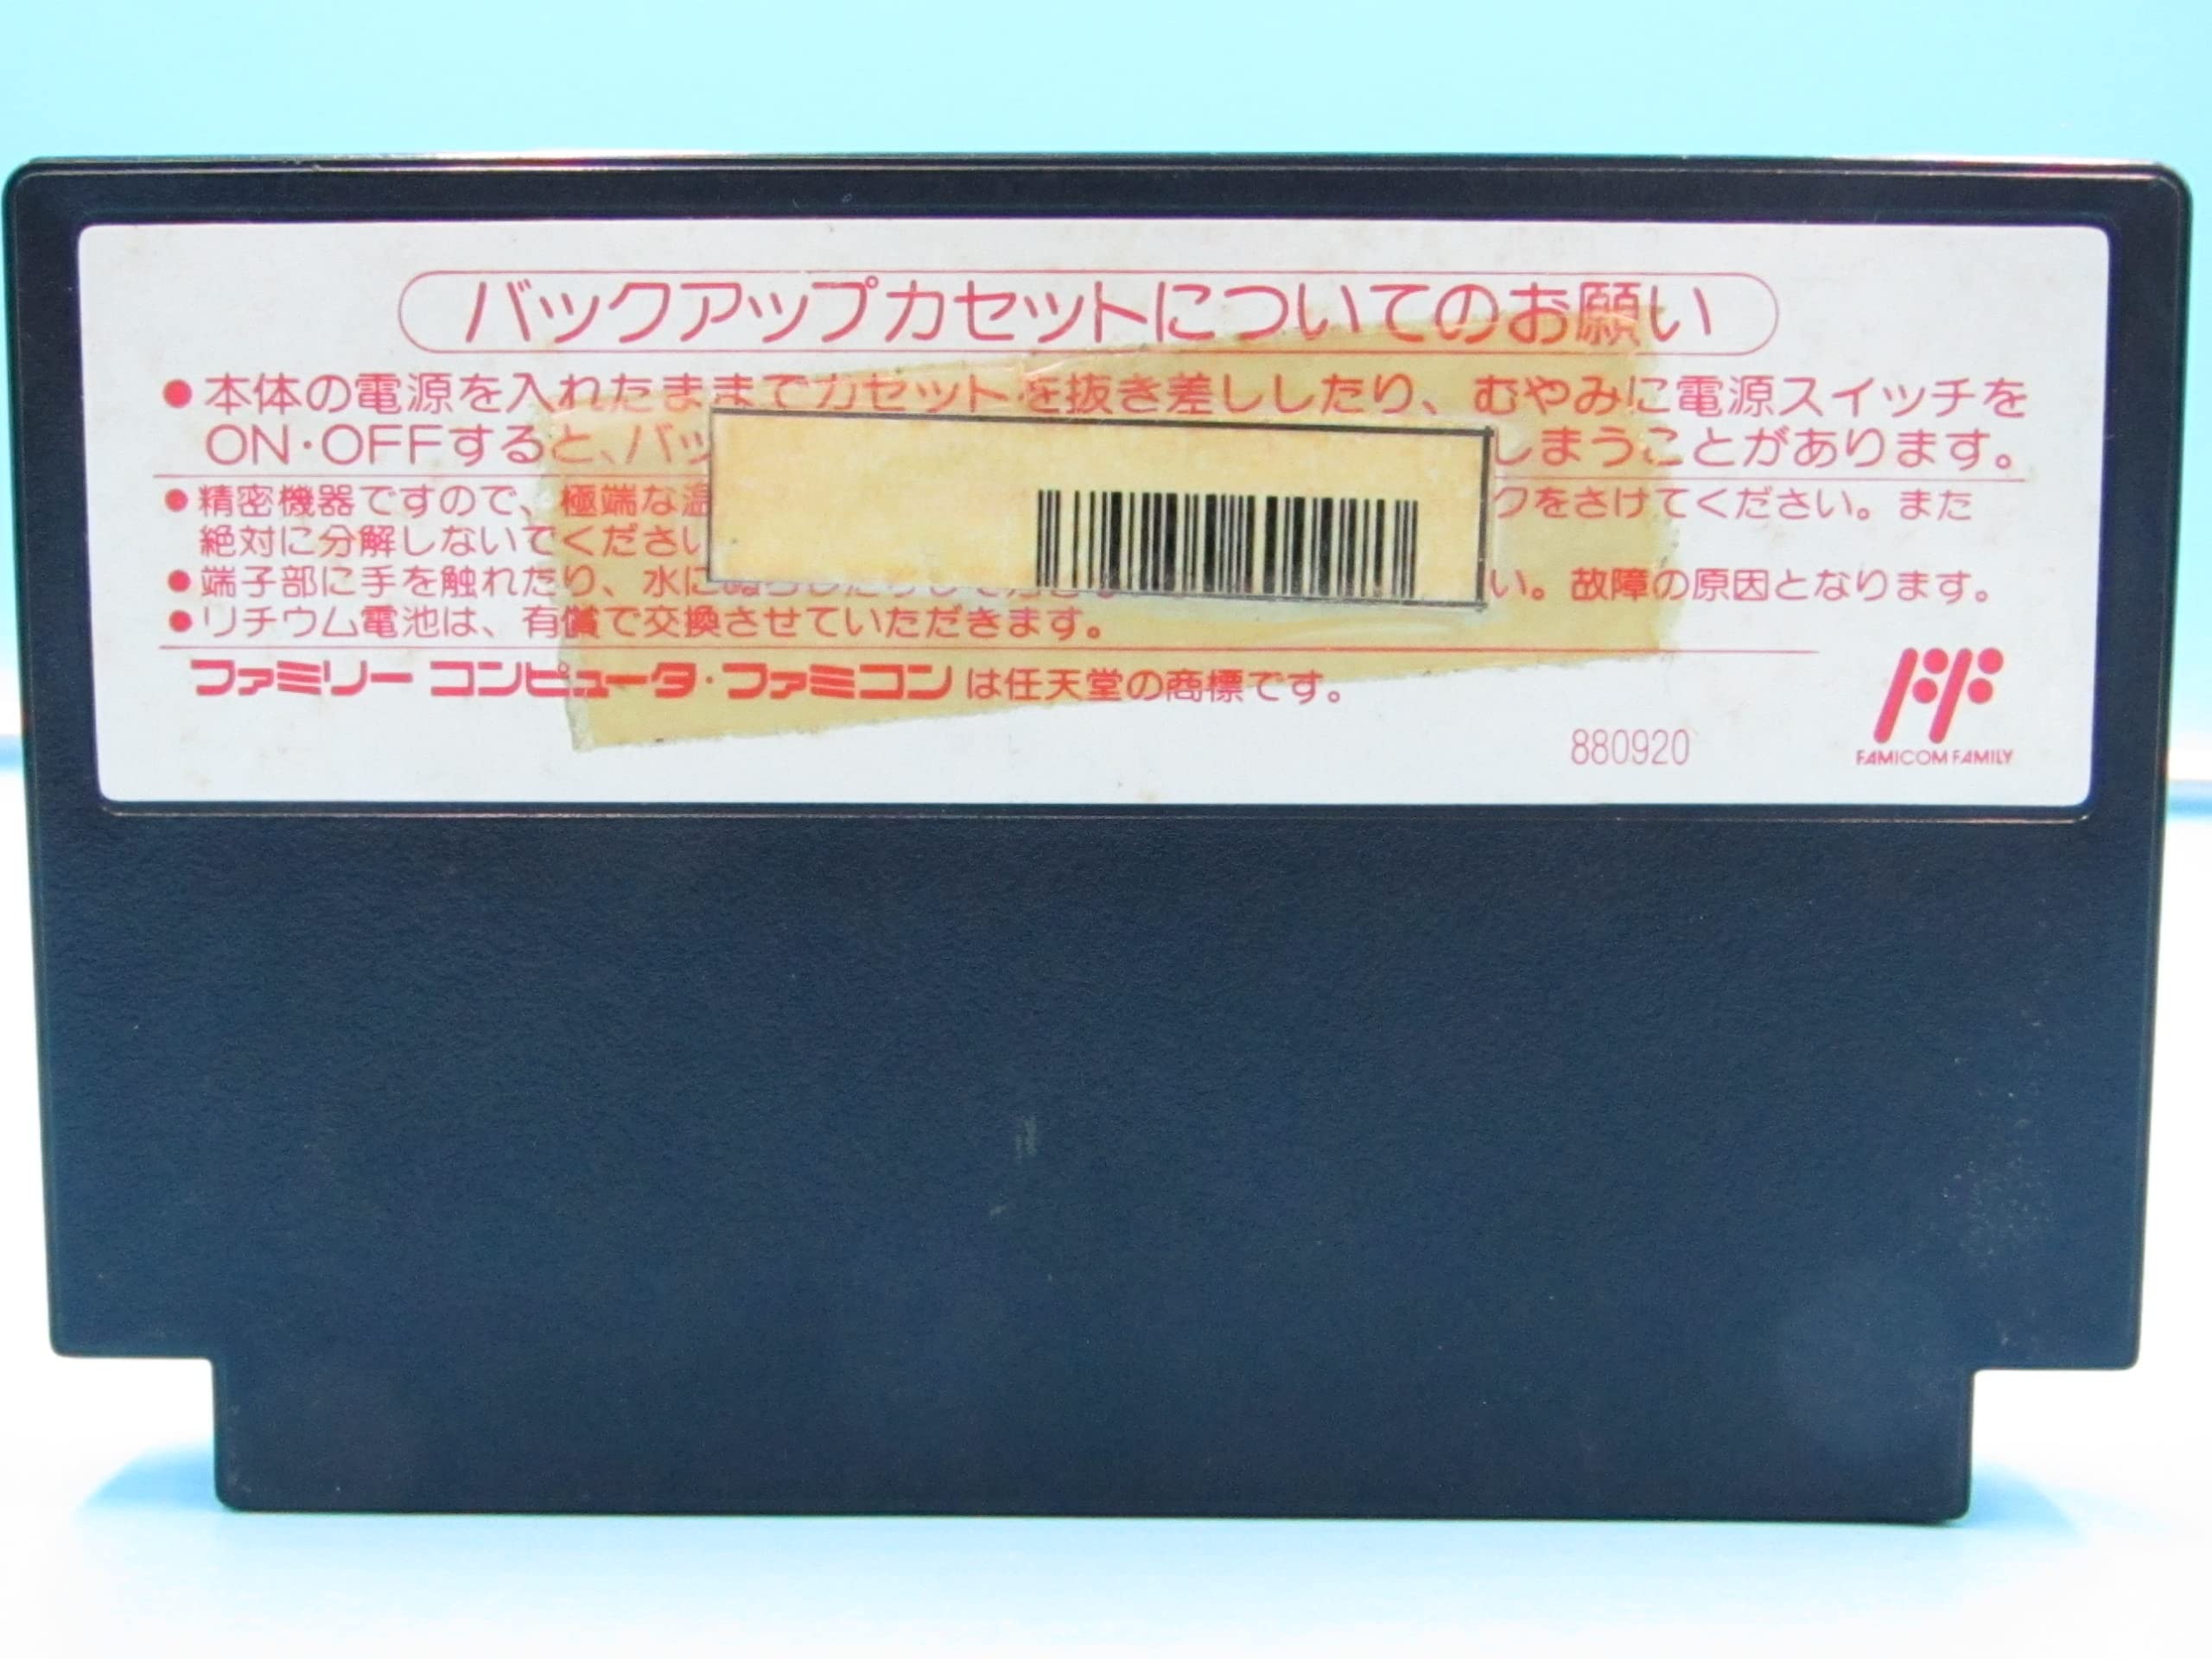 バックアップカセットについてのお願い
●本体の電源を入れたままでカセットを抜き差ししたり、むやみに電源スイッチを
ON·OFFすると、バッ しまうことがあります。
●精密機器ですので、極端な温 クをさけてください。また
絶対に分解しないでください
●端子部に手を触れたり、水に い。故障の原因となります。
●リチウム電池は、有償で交換させていただきます。
ファミリーコンピュータ·ファミコンは任天堂の商標です。
880920
FAMICOM FAMILY